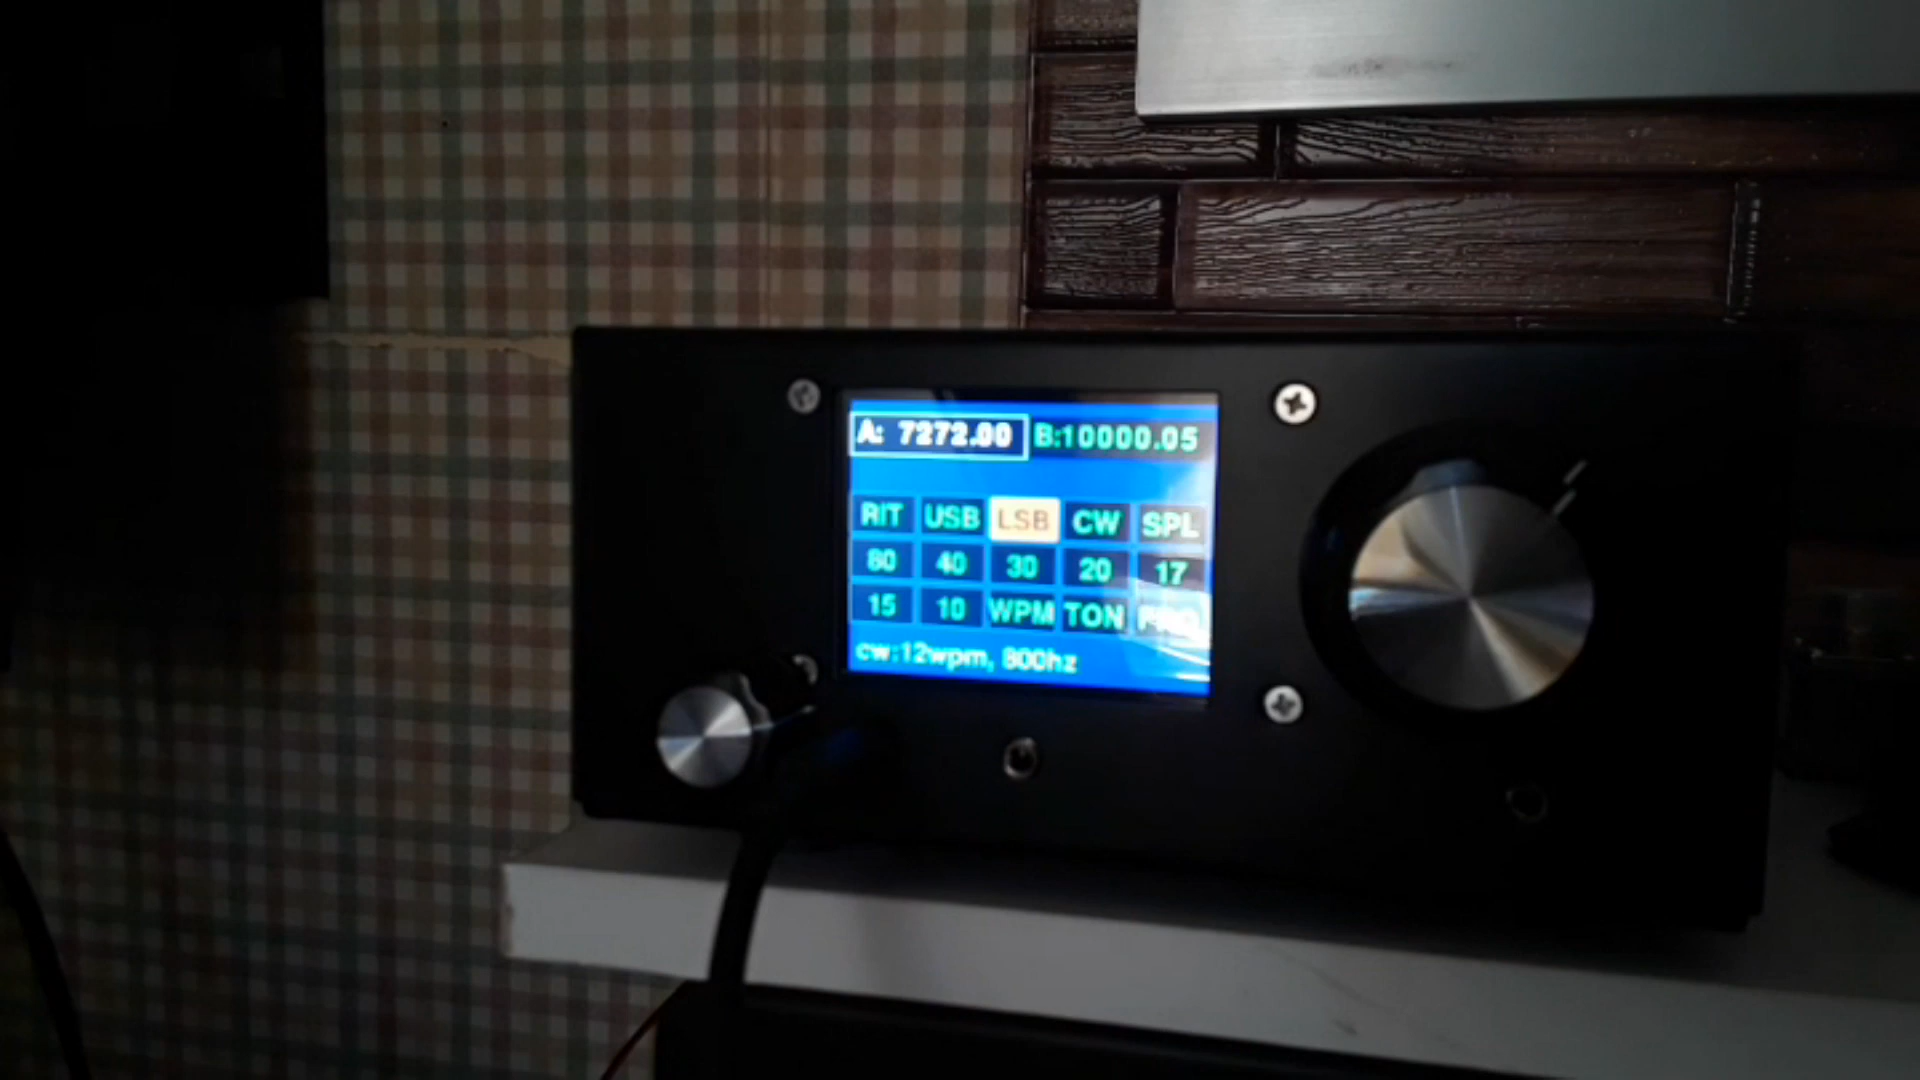 A: 7272.00 B:10000.05
RIT USB LSB CW SPL
80 40 30 20 17
15 10 WPM TON
cw:12wpm, 800hz